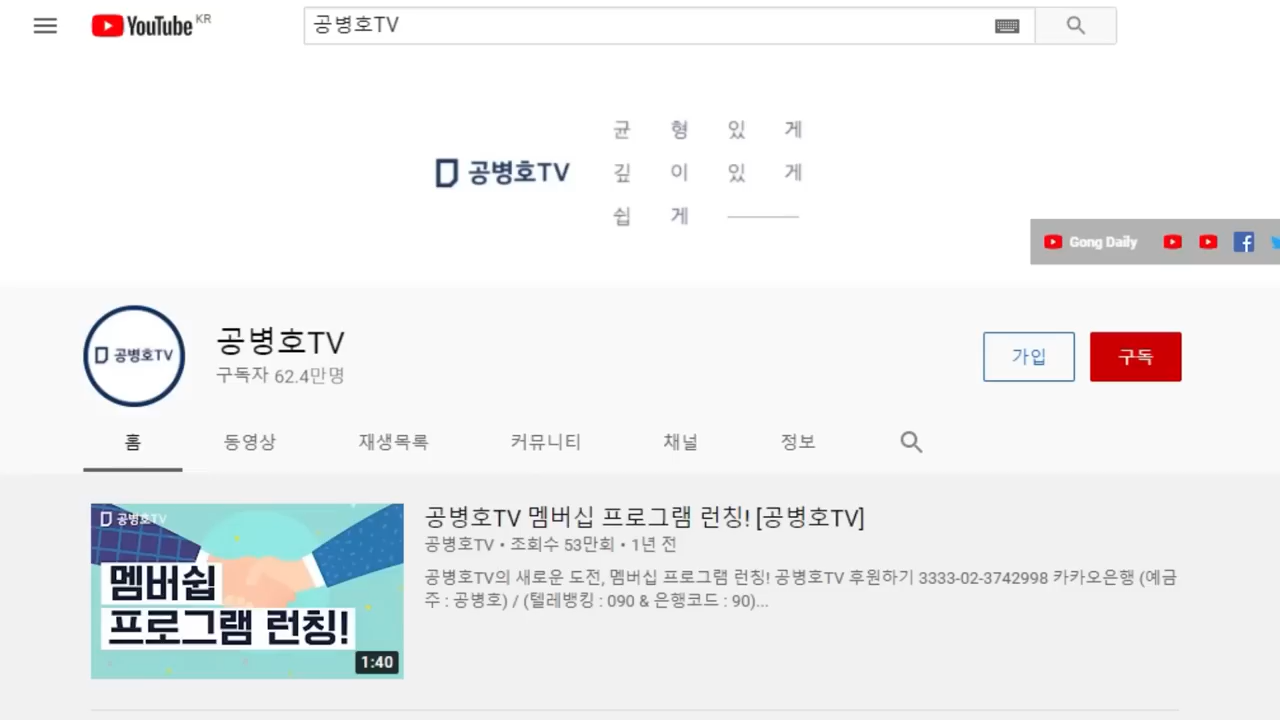 YouTube KR
공병호TV
균 형 있 게
공병호TV
깊 이 있 게
쉽 게
Gong Daily
공병호TV
공병호TV
구독자 62.4만명
가입
구독
홈
동영상
재생목록
커뮤니티
채널
정보
공병호TV
멤버쉽
프로그램 런칭!
1:40
공병호TV 멤버십 프로그램 런칭! [공병호TV]
공병호TV • 조회수 53만회 • 1년 전
공병호TV의 새로운 도전, 멤버십 프로그램 런칭! 공병호TV 후원하기 3333-02-3742998 카카오은행 (예금
주 : 공병호) / (텔레뱅킹 : 090 & 은행코드 : 90)...